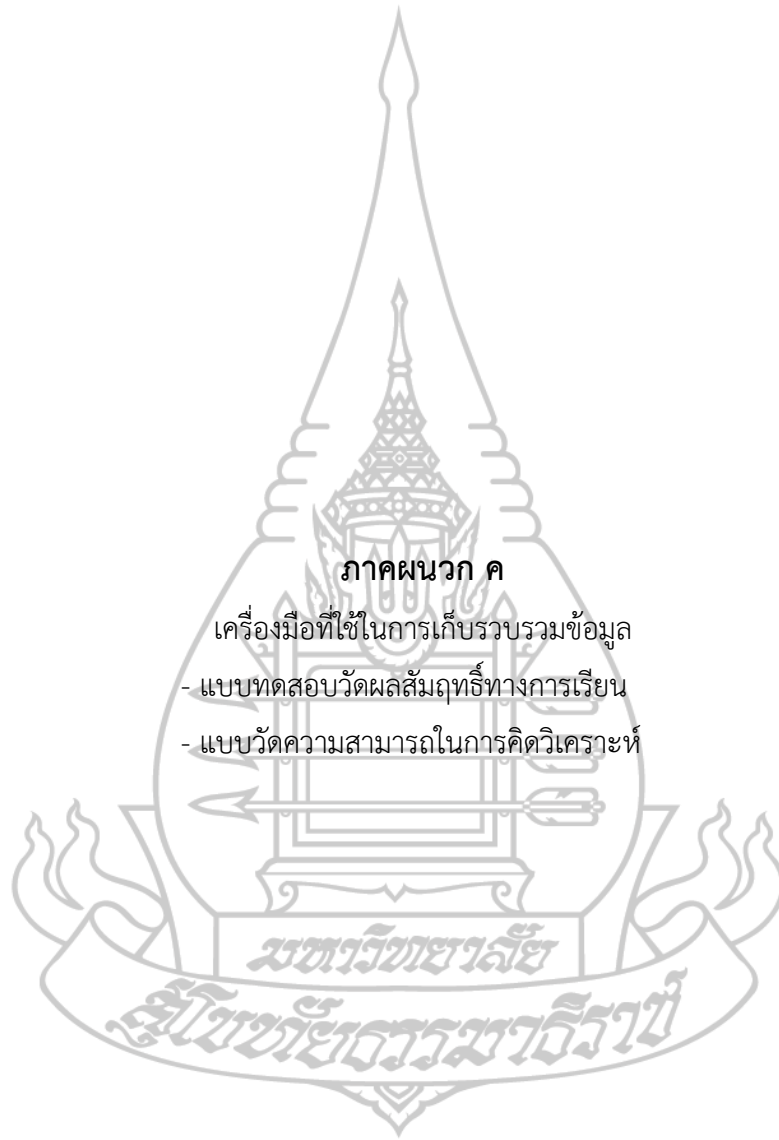 ภาคผนวก ค
เครื่องมือที่ใช้ในการเก็บรวบรวมข้อมูล
- แบบทดสอบวัดผลสัมฤทธิ์ทางการเรียน
- แบบวัดความสามารถในการคิดวิเคราะห์
มหาวิทยาลัย
สุโขทัยธรรมาธิราช